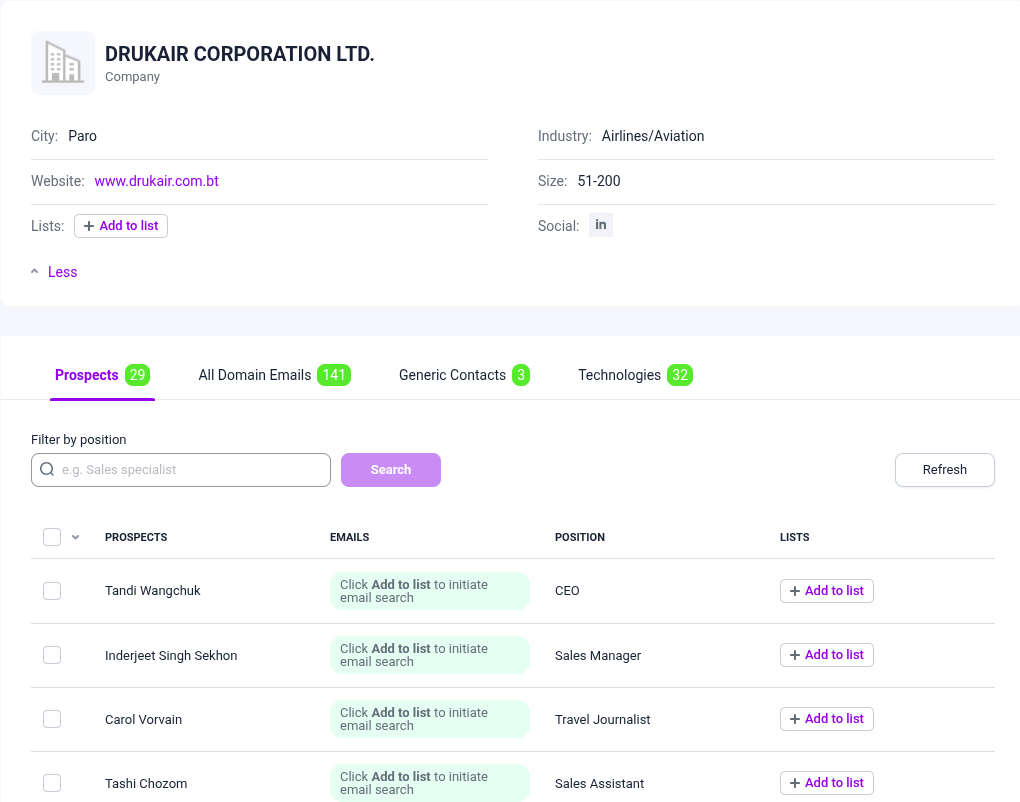 DRUKAIR CORPORATION LTD.
Company
City: Paro
Industry: Airlines/Aviation
Website: www.drukair.com.bt
Size: 51-200
Lists: + Add to list
Social: in
Less
Prospects 29 All Domain Emails 141 Generic Contacts 3 Technologies 32
Filter by position
e.g. Sales specialist Search Refresh
PROSPECTS EMAILS POSITION LISTS
Tandi Wangchuk
Click Add to list to initiate
email search
CEO
+ Add to list
Inderjeet Singh Sekhon
Click Add to list to initiate
email search
Sales Manager
+ Add to list
Carol Vorvain
Click Add to list to initiate
email search
Travel Journalist
+ Add to list
Tashi Chozom
Click Add to list to initiate
email search
Sales Assistant
+ Add to list